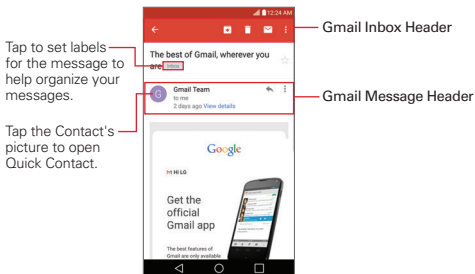 12:24 AM
Gmail Inbox Header
The best of Gmail, wherever you
are Inbox
Tap to set labels
for the message to
help organize your
messages.
G
Gmail Team
to me
2 days ago View details
Gmail Message Header
Tap the Contact's
picture to open
Quick Contact.
Google
HI LG
Get the
official
Gmail app
The best features of
Gmail are only available